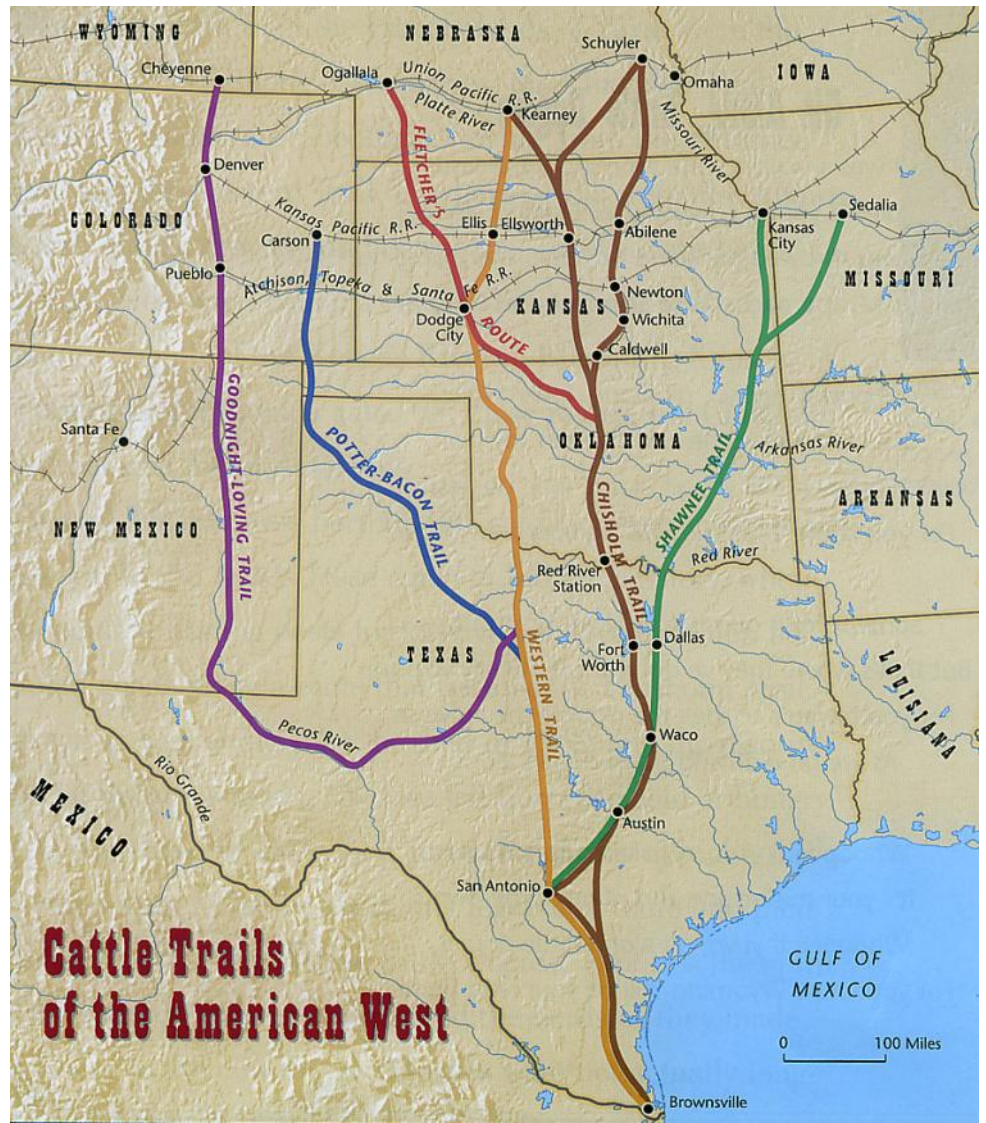 WYOMING
NEBRASKA
Schuyler
Cheyenne
Ogallala
Union Pacific R.R.
Omaha
IOWA
Platte River
Kearney
Missouri River
FLETCHER'S
Denver
COLORADO
Kansas Pacific R.R.
Carson
Ellis
Ellsworth
Abilene
Kansas
City
Sedalia
Pueblo
Atchison, Topeka & Santa Fe R.R.
MISSOURI
KANSAS
Newton
Dodge
City
Wichita
ROUTE
Caldwell
GOODNIGHT-LOVING TRAIL
Santa Fe
POTTER-BACON TRAIL
OKLAHOMA
Arkansas River
SHAWNEE TRAIL
CHISHOLM TRAIL
NEW MEXICO
ARKANSAS
Red River
Station
Red River
WESTERN TRAIL
TEXAS
Fort
Worth
Dallas
LOUISIANA
Pecos River
Waco
Rio Grande
MEXICO
Austin
San Antonio
Cattle Trails
of the American West
GULF OF
MEXICO
0 100 Miles
Brownsville